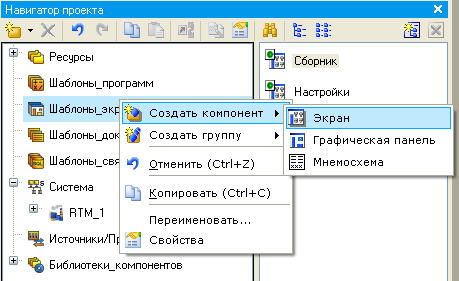 Навигатор проекта
Ресурсы
Шаблоны_программ
Шаблоны_экр
Шаблоны_док
Шаблоны_свя
Система
RTM_1
Источники/Пр
Библиотеки_компонентов
Создать компонент
Создать группу
Отменить (Ctrl+Z)
Копировать (Ctrl+C)
Переименовать...
Свойства
Сборник
Настройки
Экран
Графическая панель
Мнемосхема